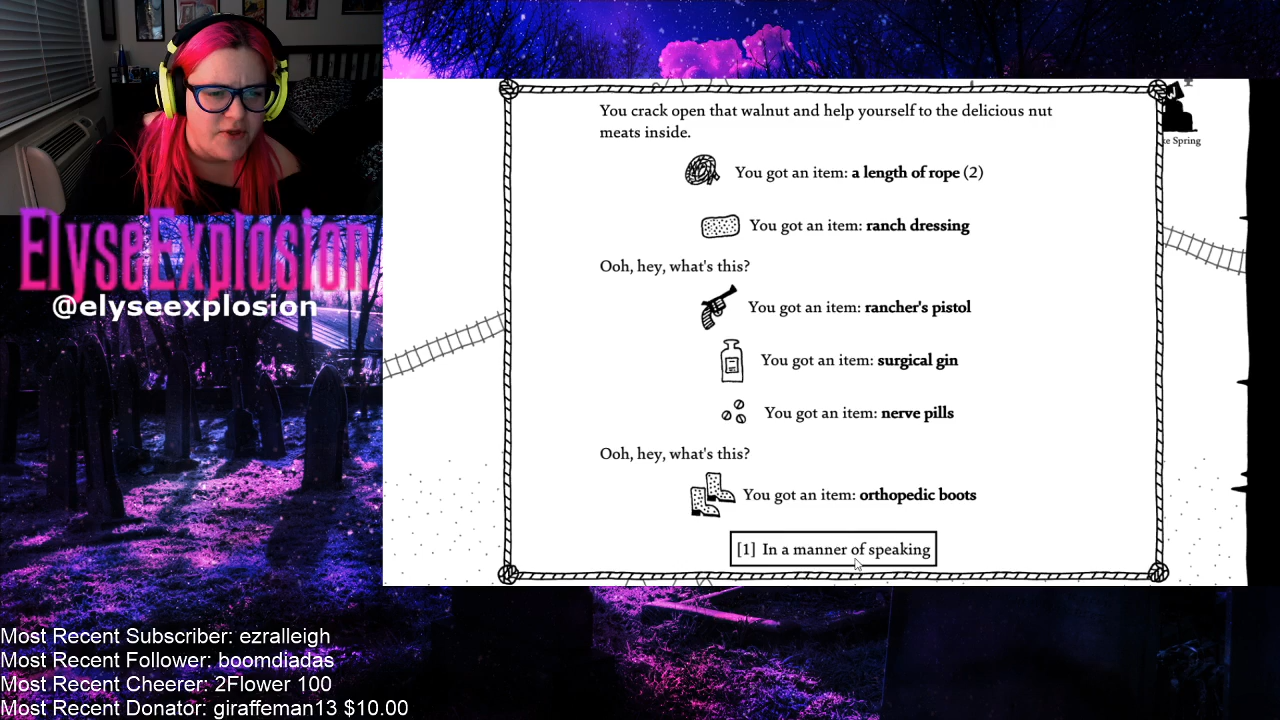 You crack open that walnut and help yourself to the delicious nut
meats inside.
You got an item: a length of rope (2)
You got an item: ranch dressing
Ooh, hey, what's this?
You got an item: rancher's pistol
You got an item: surgical gin
You got an item: nerve pills
Ooh, hey, what's this?
You got an item: orthopedic boots
[1] In a manner of speaking
Spring
ElyseExplosion
@elyseexplosion
Most Recent Subscriber: ezralleigh
Most Recent Follower: boomdiadas
Most Recent Cheerer: 2Flower 100
Most Recent Donator: giraffeman13 $10.00